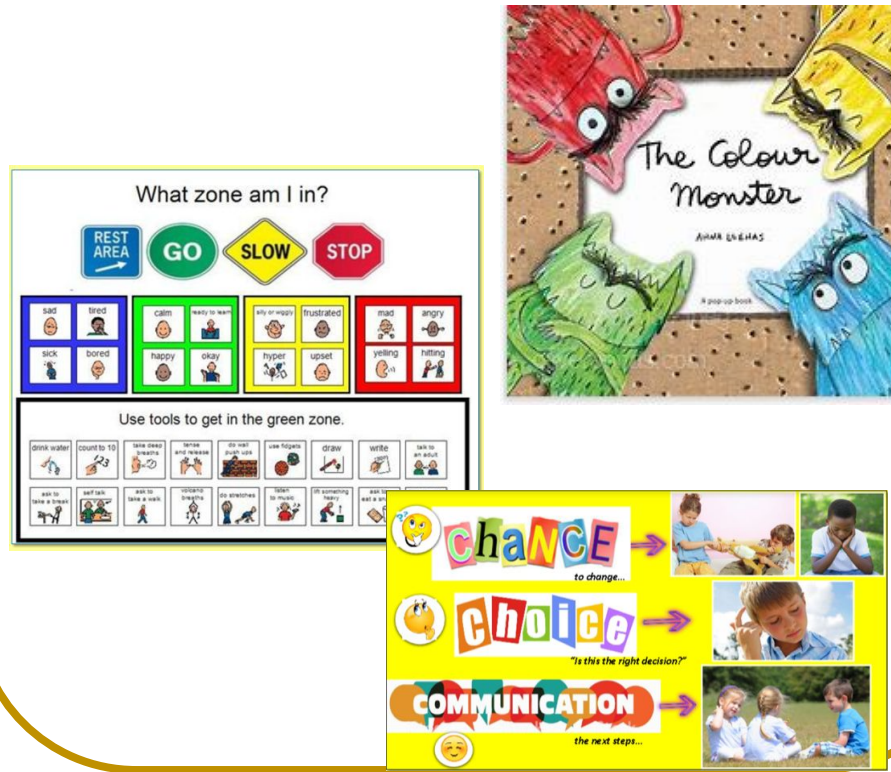 The Colour
Monster
ANNA LLENAS
A pop-up book
What zone am I in?
REST
AREA
GO
SLOW
STOP
sad
tired
sick
bored
calm
ready to learn
happy
okay
silly or wiggly
frustrated
hyper
upset
mad
angry
yelling
hitting
Use tools to get in the green zone.
drink water
count to 10
take deep
breaths
tense
and release
do wall
push ups
use fidgets
draw
write
talk to
an adult
ask to
take a break
self talk
ask to
take a walk
volcano
breaths
do stretches
listen
to music
lift something
heavy
ask to
eat a
chaNCE
to change...
choice
"Is this the right decision?"
COMMUNICATION
the next steps...